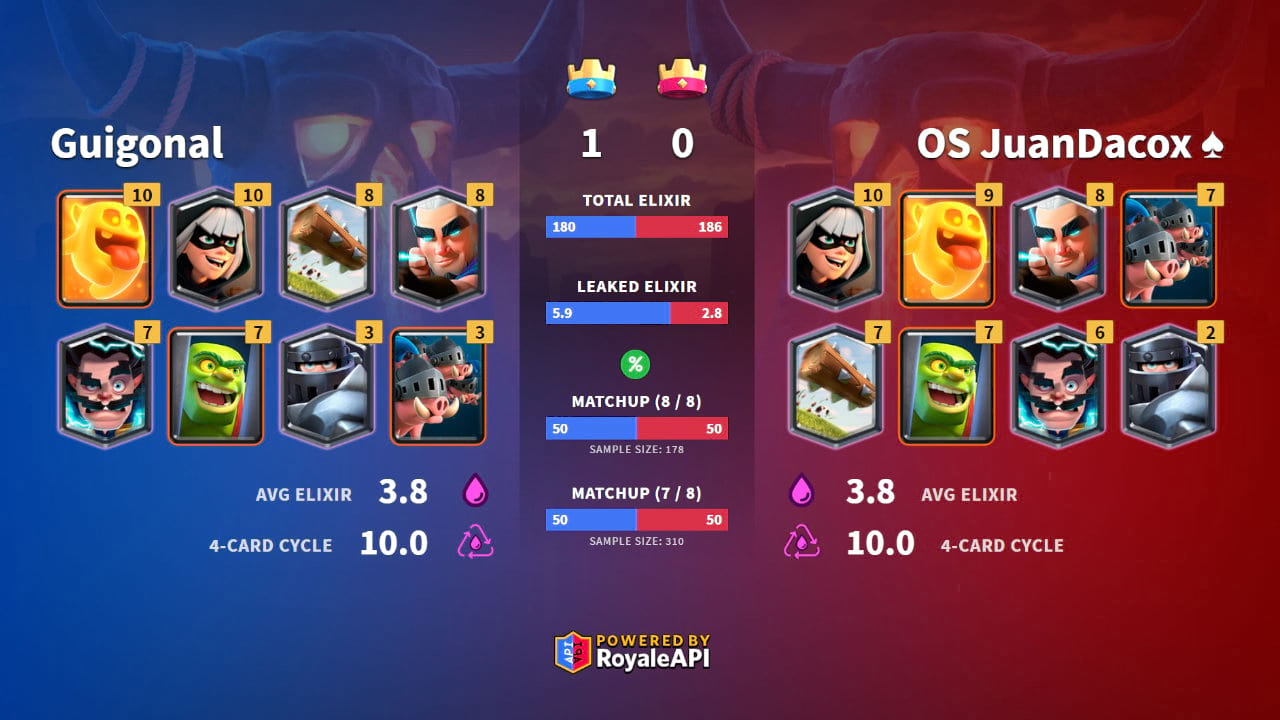 Guigonal
1 0
OS JuanDacox ♠
10 10 8 8
7 7 3 3
AVG ELIXIR 3.8
4-CARD CYCLE 10.0
TOTAL ELIXIR
180 186
LEAKED ELIXIR
5.9 2.8
%
MATCHUP (8 / 8)
50 50
SAMPLE SIZE: 178
MATCHUP (7 / 8)
50 50
SAMPLE SIZE: 310
10 9 8 7
7 7 6 2
3.8 AVG ELIXIR
10.0 4-CARD CYCLE
API API POWERED BY
RoyaleAPI